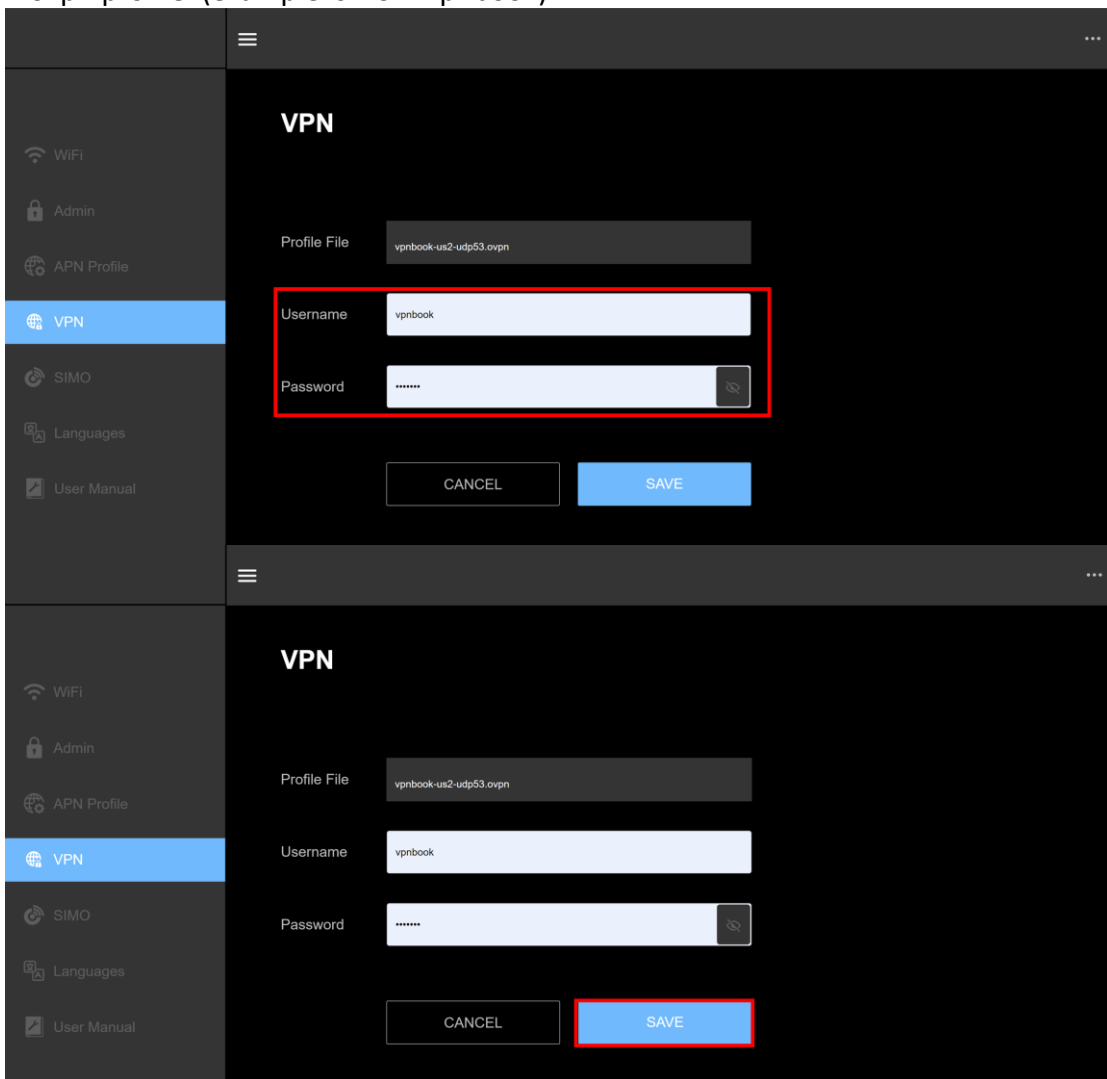 VPN
WiFi
Admin
Profile File vpnbook-us2-udp53.ovpn
APN Profile
Username vpnbook
VPN
SIMO
Password •••••••
Languages
User Manual
CANCEL SAVE
VPN
WiFi
Admin
Profile File vpnbook-us2-udp53.ovpn
APN Profile
Username vpnbook
VPN
SIMO
Password •••••••
Languages
User Manual
CANCEL SAVE